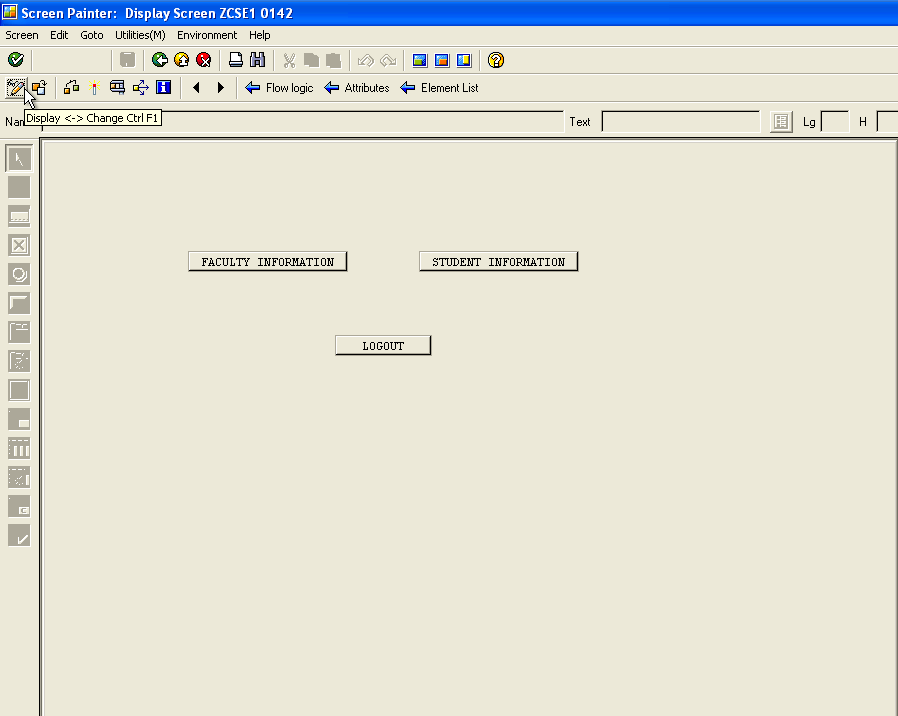 Screen Painter: Display Screen ZCSE1 0142
Screen Edit Goto Utilities(M) Environment Help
Flow logic Attributes Element List
Display <-> Change Ctrl F1
Text Lg H
FACULTY INFORMATION STUDENT INFORMATION
LOGOUT